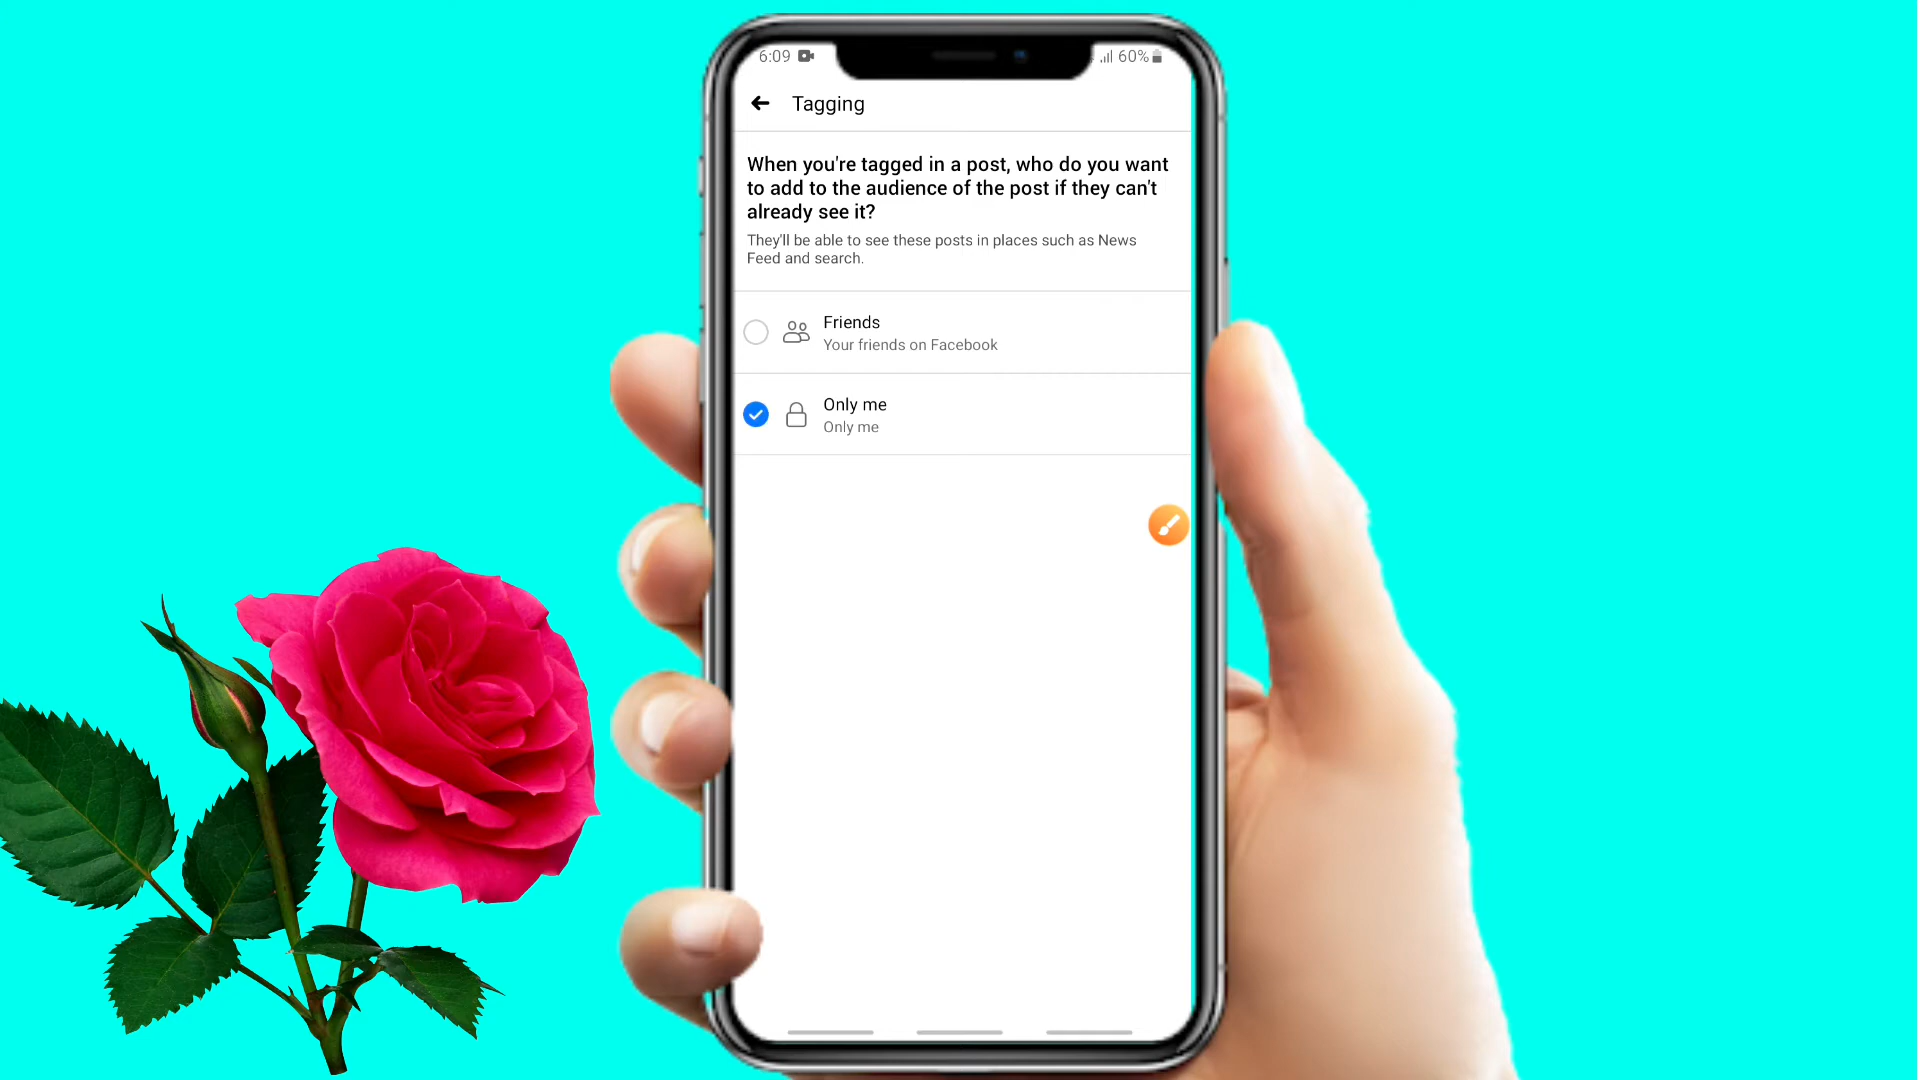 6:09 60%
Tagging
When you're tagged in a post, who do you want
to add to the audience of the post if they can't
already see it?
They'll be able to see these posts in places such as News
Feed and search.
Friends
Your friends on Facebook
Only me
Only me